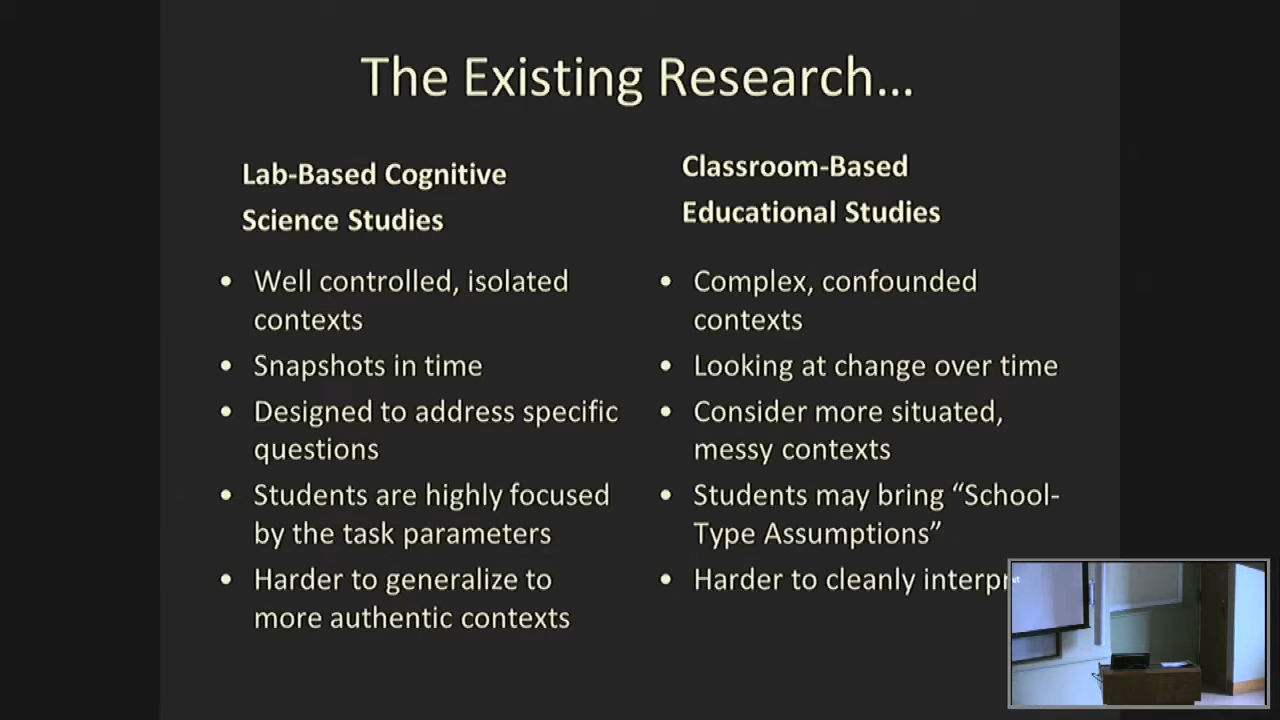 The Existing Research...
Lab-Based Cognitive
Science Studies
• Well controlled, isolated
contexts
• Snapshots in time
• Designed to address specific
questions
• Students are highly focused
by the task parameters
• Harder to generalize to
more authentic contexts
Classroom-Based
Educational Studies
• Complex, confounded
contexts
• Looking at change over time
• Consider more situated,
messy contexts
• Students may bring “School-
Type Assumptions”
• Harder to cleanly interpr